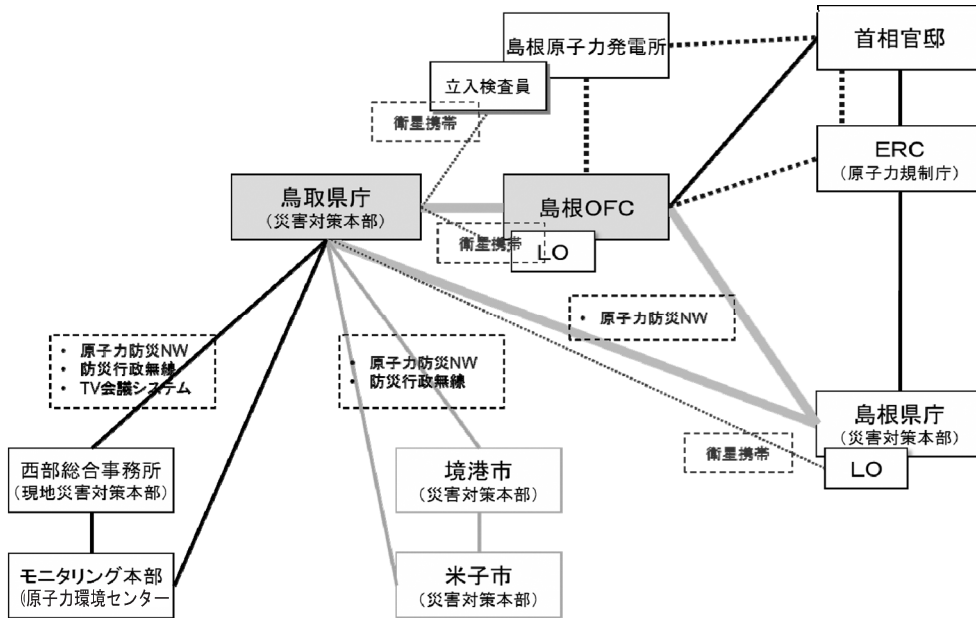 島根原子力発電所
首相官邸
立入検査員
衛星携帯
ERC
(原子力規制庁)
鳥取県庁
(災害対策本部)
島根OFC
衛星携帯
LO
• 原子力防災NW
• 原子力防災NW
• 防災行政無線
• TV会議システム
• 原子力防災NW
• 防災行政無線
島根県庁
(災害対策本部)
衛星携帯
LO
西部総合事務所
(現地災害対策本部)
境港市
(災害対策本部)
モニタリング本部
(原子力環境センター
米子市
(災害対策本部)